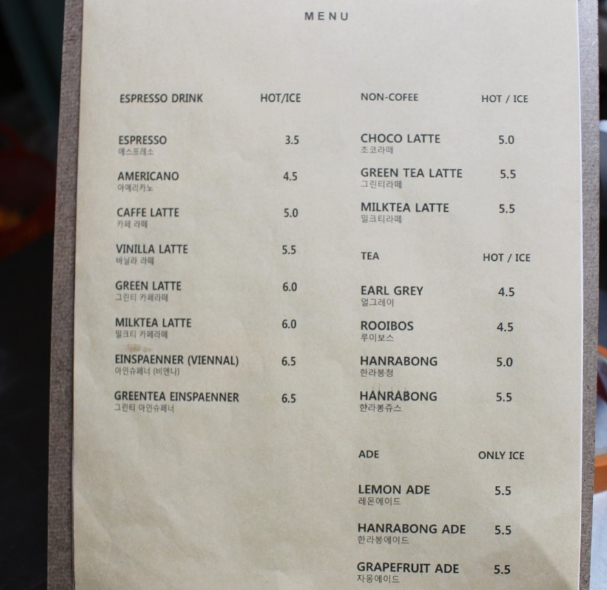 MENU
ESPRESSO DRINK HOT/ICE
ESPRESSO 3.5
에스프레소
AMERICANO 4.5
아메리카노
CAFFE LATTE 5.0
카페 라떼
VINILLA LATTE 5.5
바닐라 라떼
GREEN LATTE 6.0
그린티 카페라떼
MILKTEA LATTE 6.0
밀크티 카페라떼
EINSPAENNER (VIENNAL) 6.5
아인슈페너 (비엔나)
GREENTEA EINSPAENNER 6.5
그린티 아인슈페너
NON-COFEE HOT / ICE
CHOCO LATTE 5.0
초코라떼
GREEN TEA LATTE 5.5
그린티라떼
MILKTEA LATTE 5.5
밀크티라떼
TEA HOT / ICE
EARL GREY 4.5
얼그레이
ROOIBOS 4.5
루이보스
HANRABONG 5.0
한라봉청
HANRABONG 5.5
한라봉쥬스
ADE ONLY ICE
LEMON ADE 5.5
레몬에이드
HANRABONG ADE 5.5
한라봉에이드
GRAPEFRUIT ADE 5.5
자몽에이드